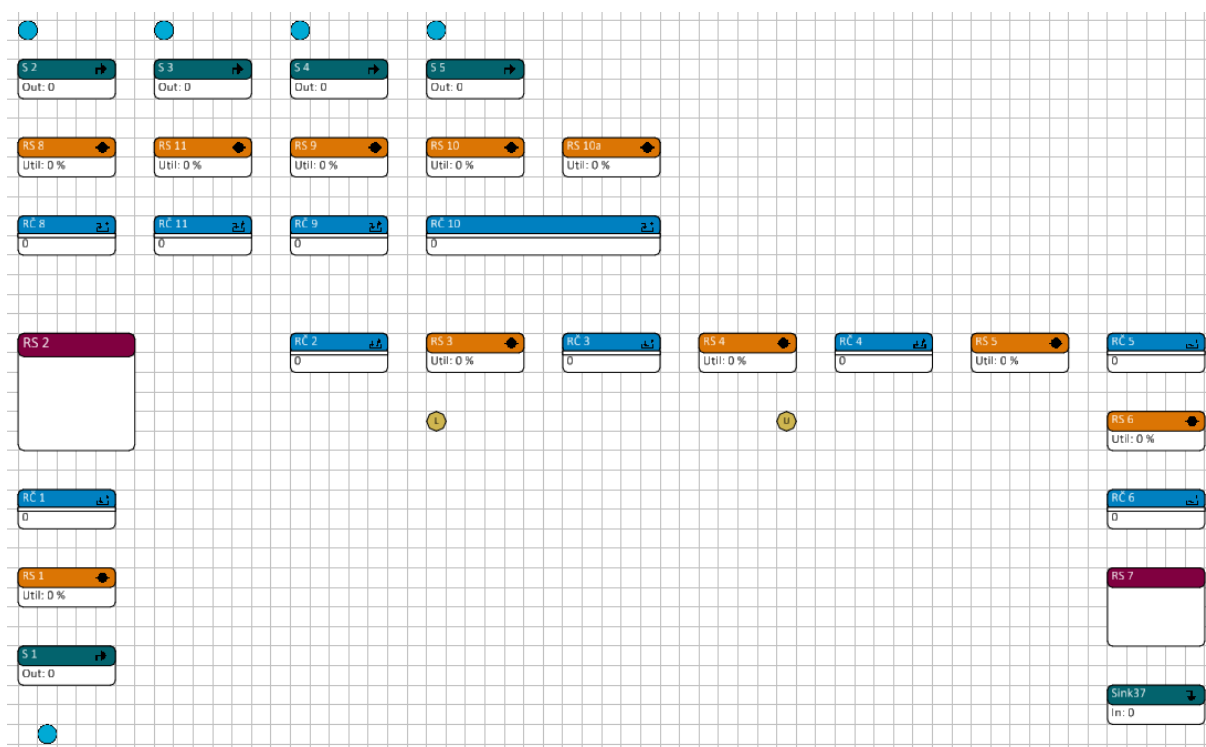 S 2 S 3 S 4 S 5
Out: 0 Out: 0 Out: 0 Out: 0
RS 8 RS 11 RS 9 RS 10 RS 10a
Util: 0 % Util: 0 % Util: 0 % Util: 0 % Util: 0 %
RČ 8 RČ 11 RČ 9 RČ 10
0 0 0 0
RS 2 RČ 2 RS 3 RČ 3 RS 4 RČ 4 RS 5 RČ 5
0 Util: 0 % 0 Util: 0 % 0 Util: 0 % 0
L U RS 6
Util: 0 %
RČ 1 RČ 6
0 0
RS 1 RS 7
Util: 0 %
S 1
Out: 0
Sink37
In: 0